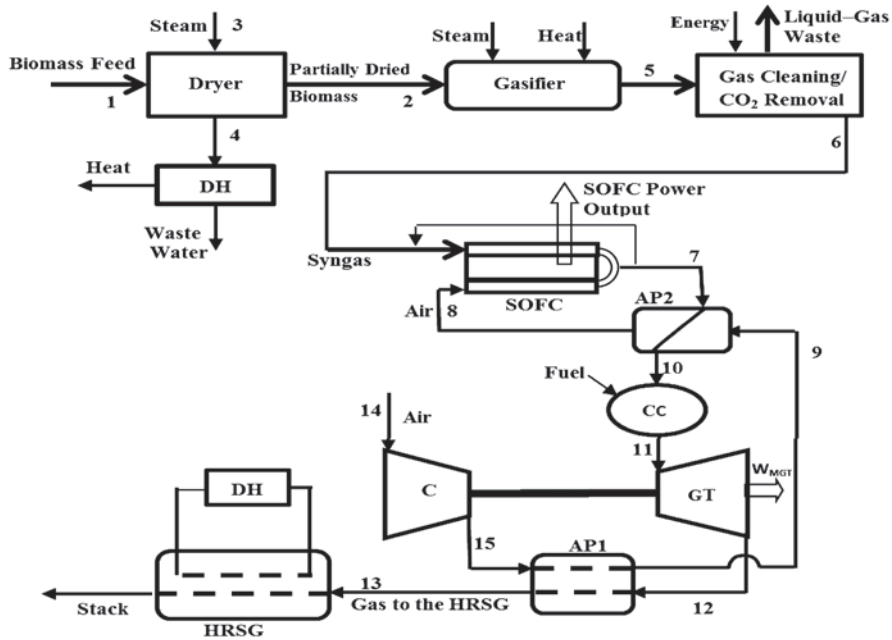 Steam
3
Steam
Heat
Energy
Liquid–Gas
Waste
Biomass Feed
1
Dryer
Partially Dried
Biomass
2
Gasifier
5
Gas Cleaning/
CO₂ Removal
4
6
Heat
DH
Waste
Water
SOFC Power
Output
Syngas
7
SOFC
Air
8
AP2
9
10
Fuel
CC
14
Air
11
C
GT
W_MGT
DH
15
AP1
13
Gas to the HRSG
12
Stack
HRSG